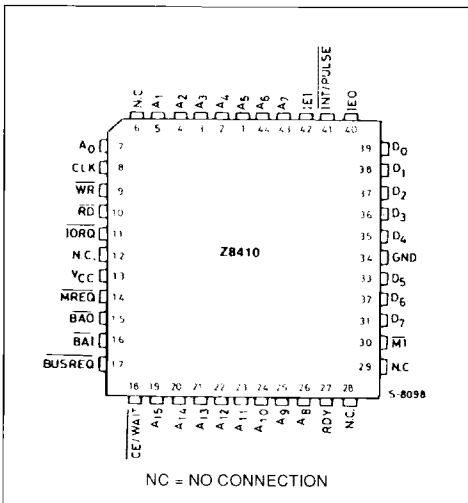 N.C A1 A2 A3 A4 A5 A6 A7 IEI INT/PULSE IEO
6 5 4 3 2 1 44 43 42 41 40
A0 7
CLK 8
WR 9
RD 10
IORQ 11
N.C. 12
VCC 13
MREQ 14
BAO 15
BAI 16
BUSREQ 17
Z8410
39 D0
38 D1
37 D2
36 D3
35 D4
34 GND
33 D5
37 D6
31 D7
30 M1
29 N.C
S-8098
18 19 20 21 22 23 24 25 26 27 28
CE/WAIT A15 A14 A13 A12 A11 A10 A9 A8 RDY N.C.
NC = NO CONNECTION